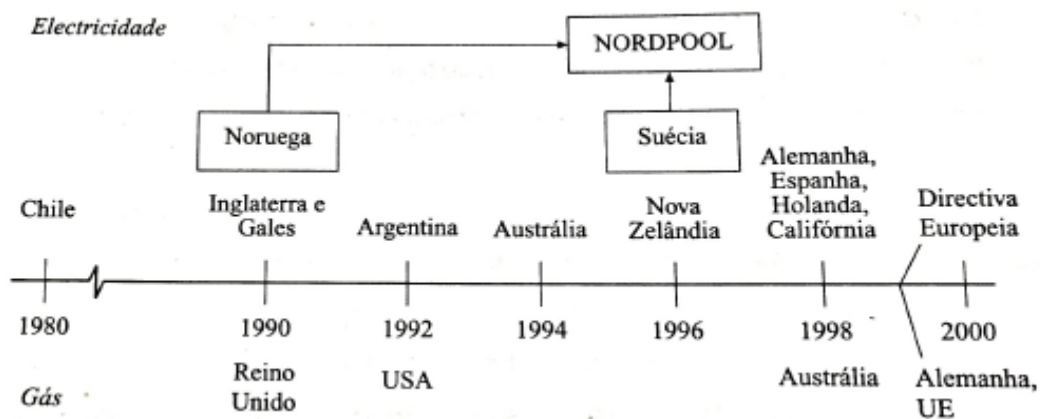 Electricidade
NORDPOOL
Noruega
Suécia
Chile
Inglaterra e
Gales
Argentina
Austrália
Nova
Zelândia
Alemanha,
Espanha,
Holanda,
Califórnia
Directiva
Europeia
1980
1990
1992
1994
1996
1998
2000
Gás
Reino
Unido
USA
Austrália
Alemanha,
UE